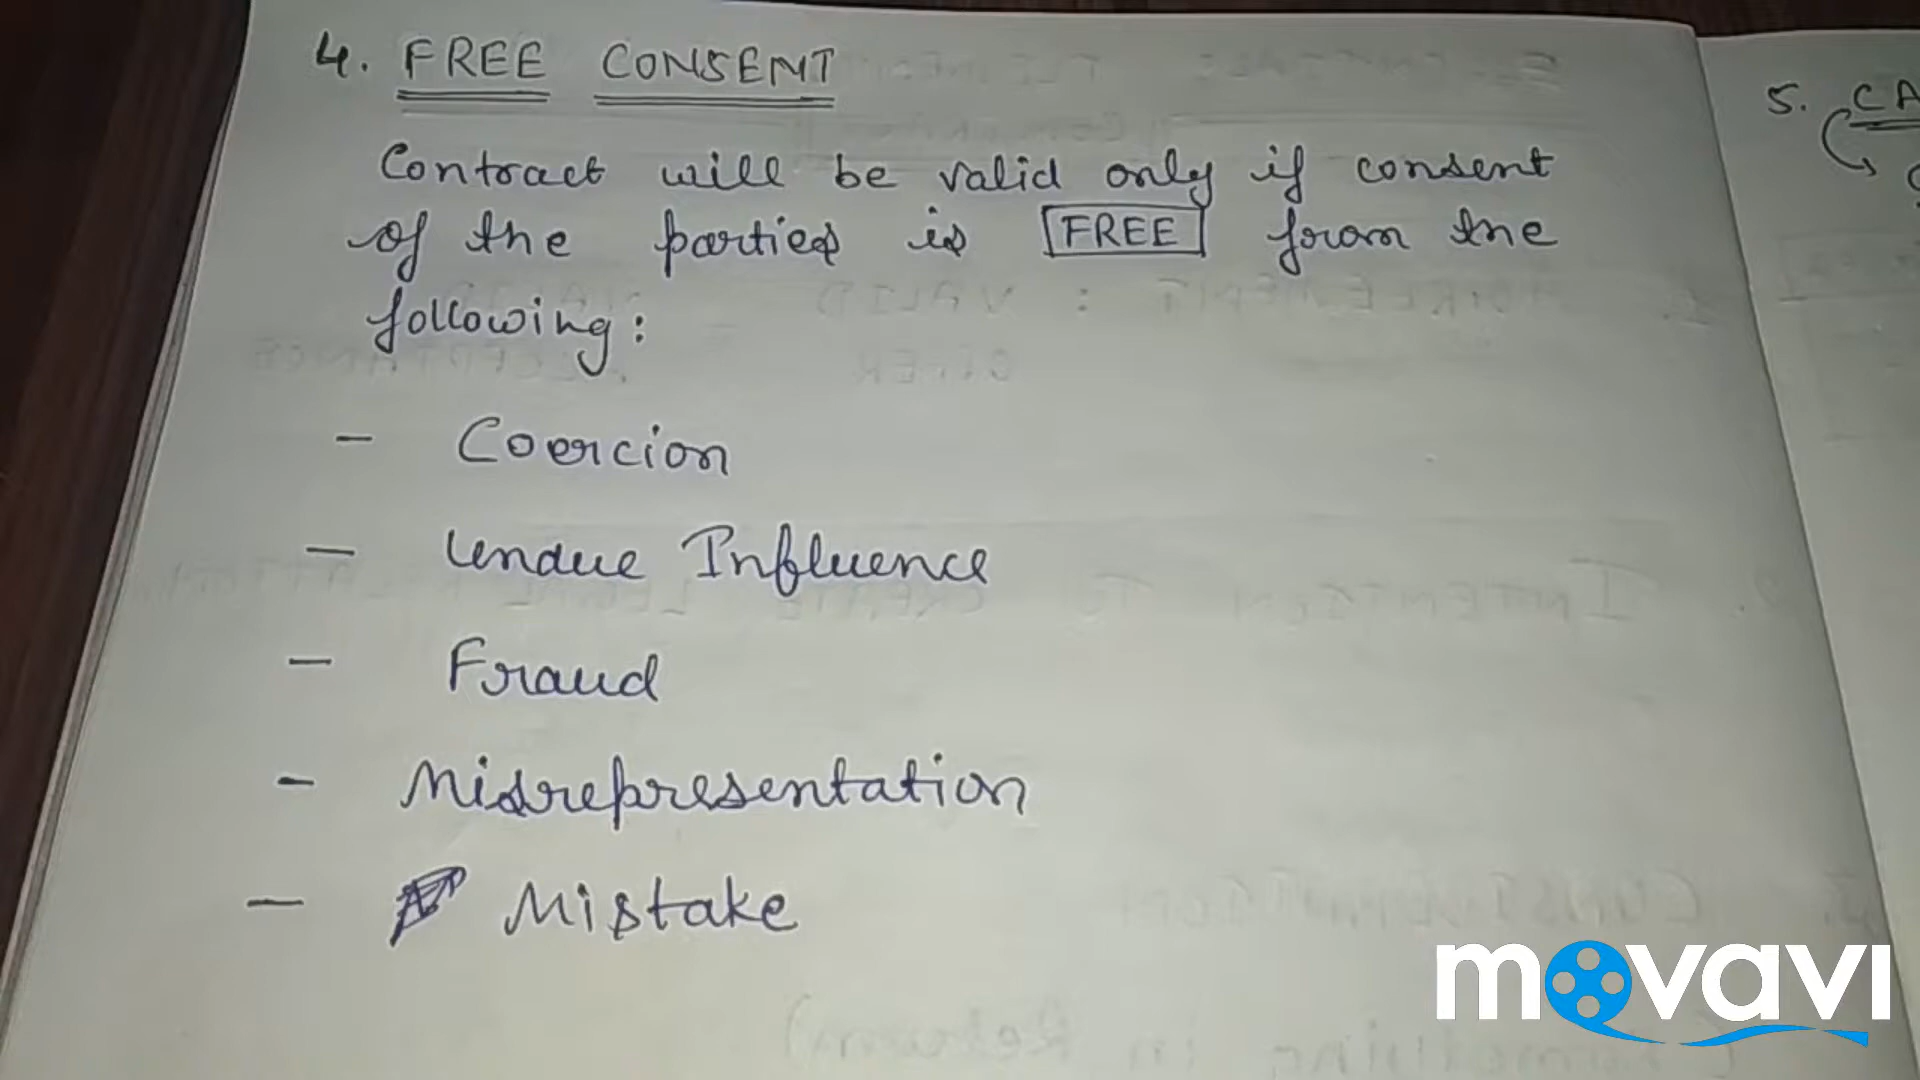 4. FREE CONSENT
Contract will be valid only if consent
of the parties is FREE from the
following:
- Coercion
- Undue Influence
- Fraud
- Misrepresentation
- Mistake
5. CA
movavi